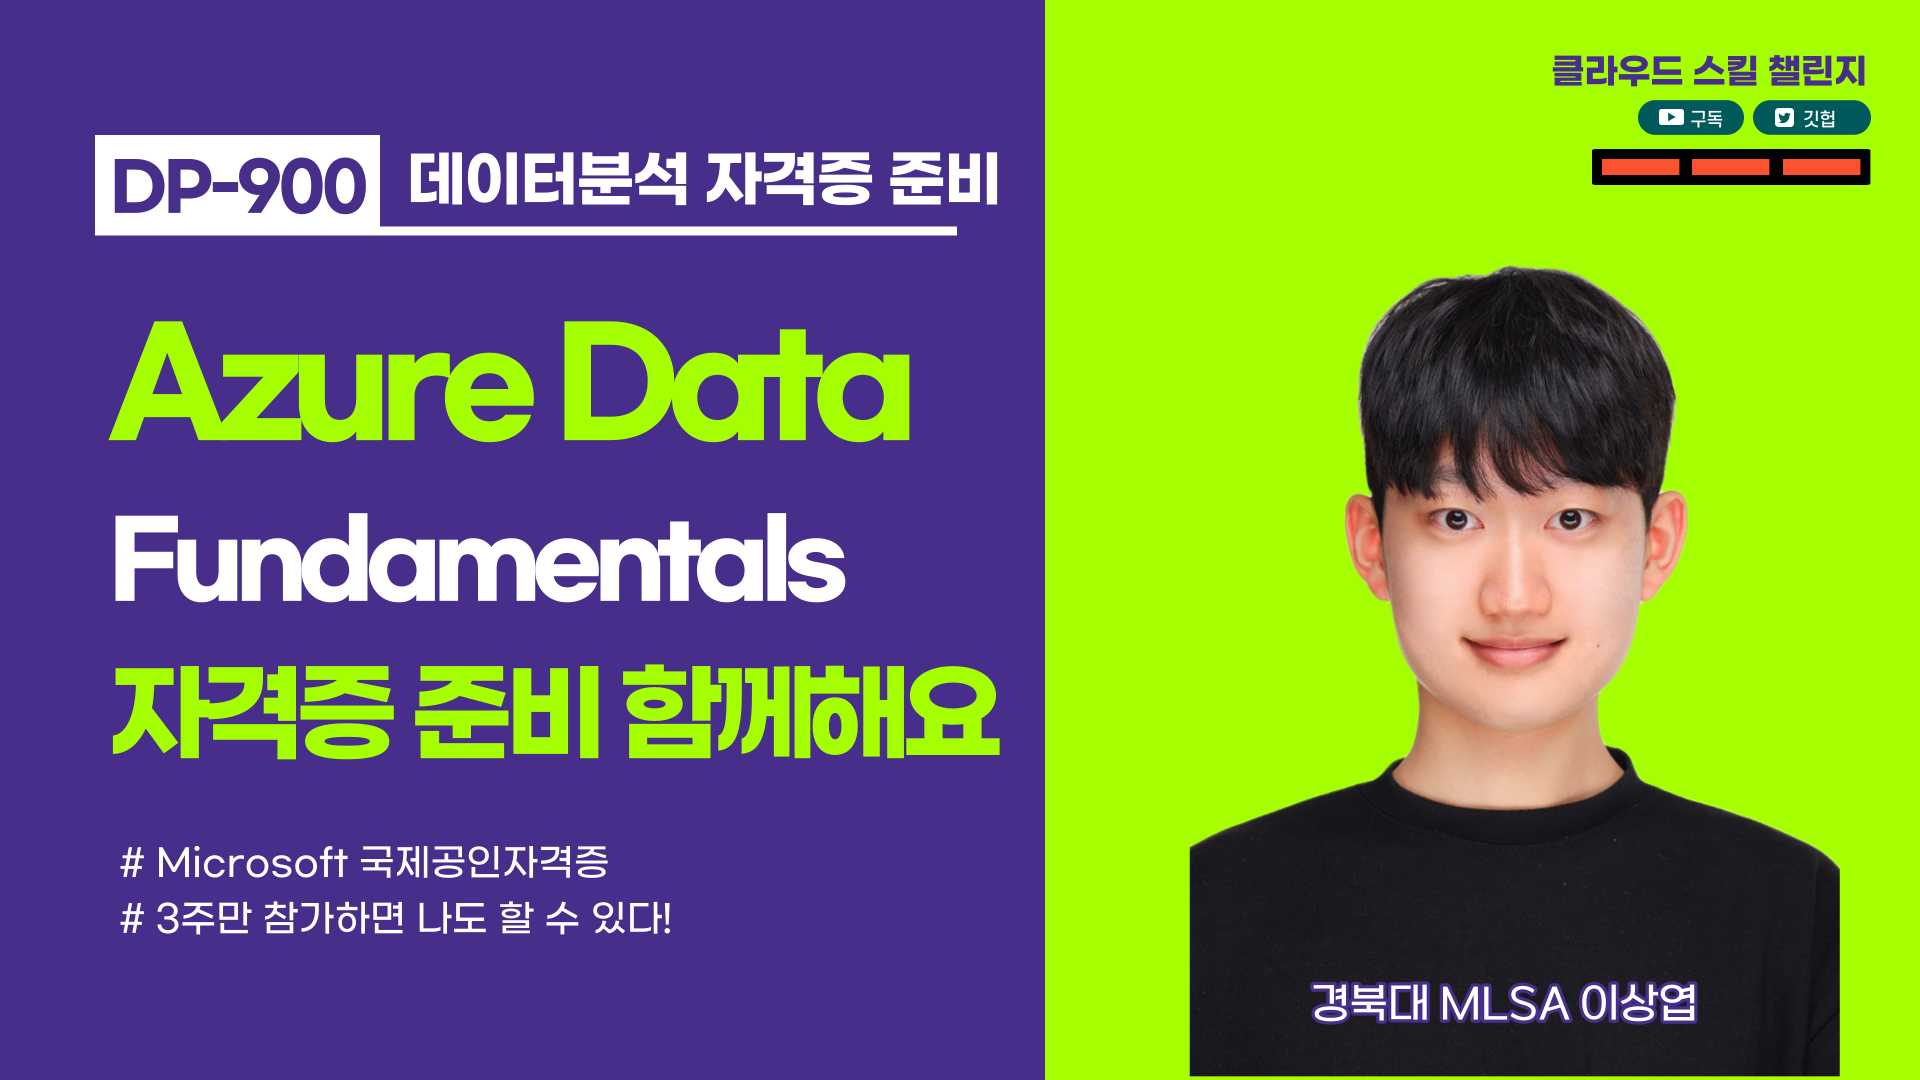 DP-900 데이터분석 자격증 준비
Azure Data
Fundamentals
자격증 준비 함께해요
# Microsoft 국제공인자격증
# 3주만 참가하면 나도 할 수 있다!
클라우드 스킬 챌린지
구독 깃헙
경북대 MLSA 이상엽